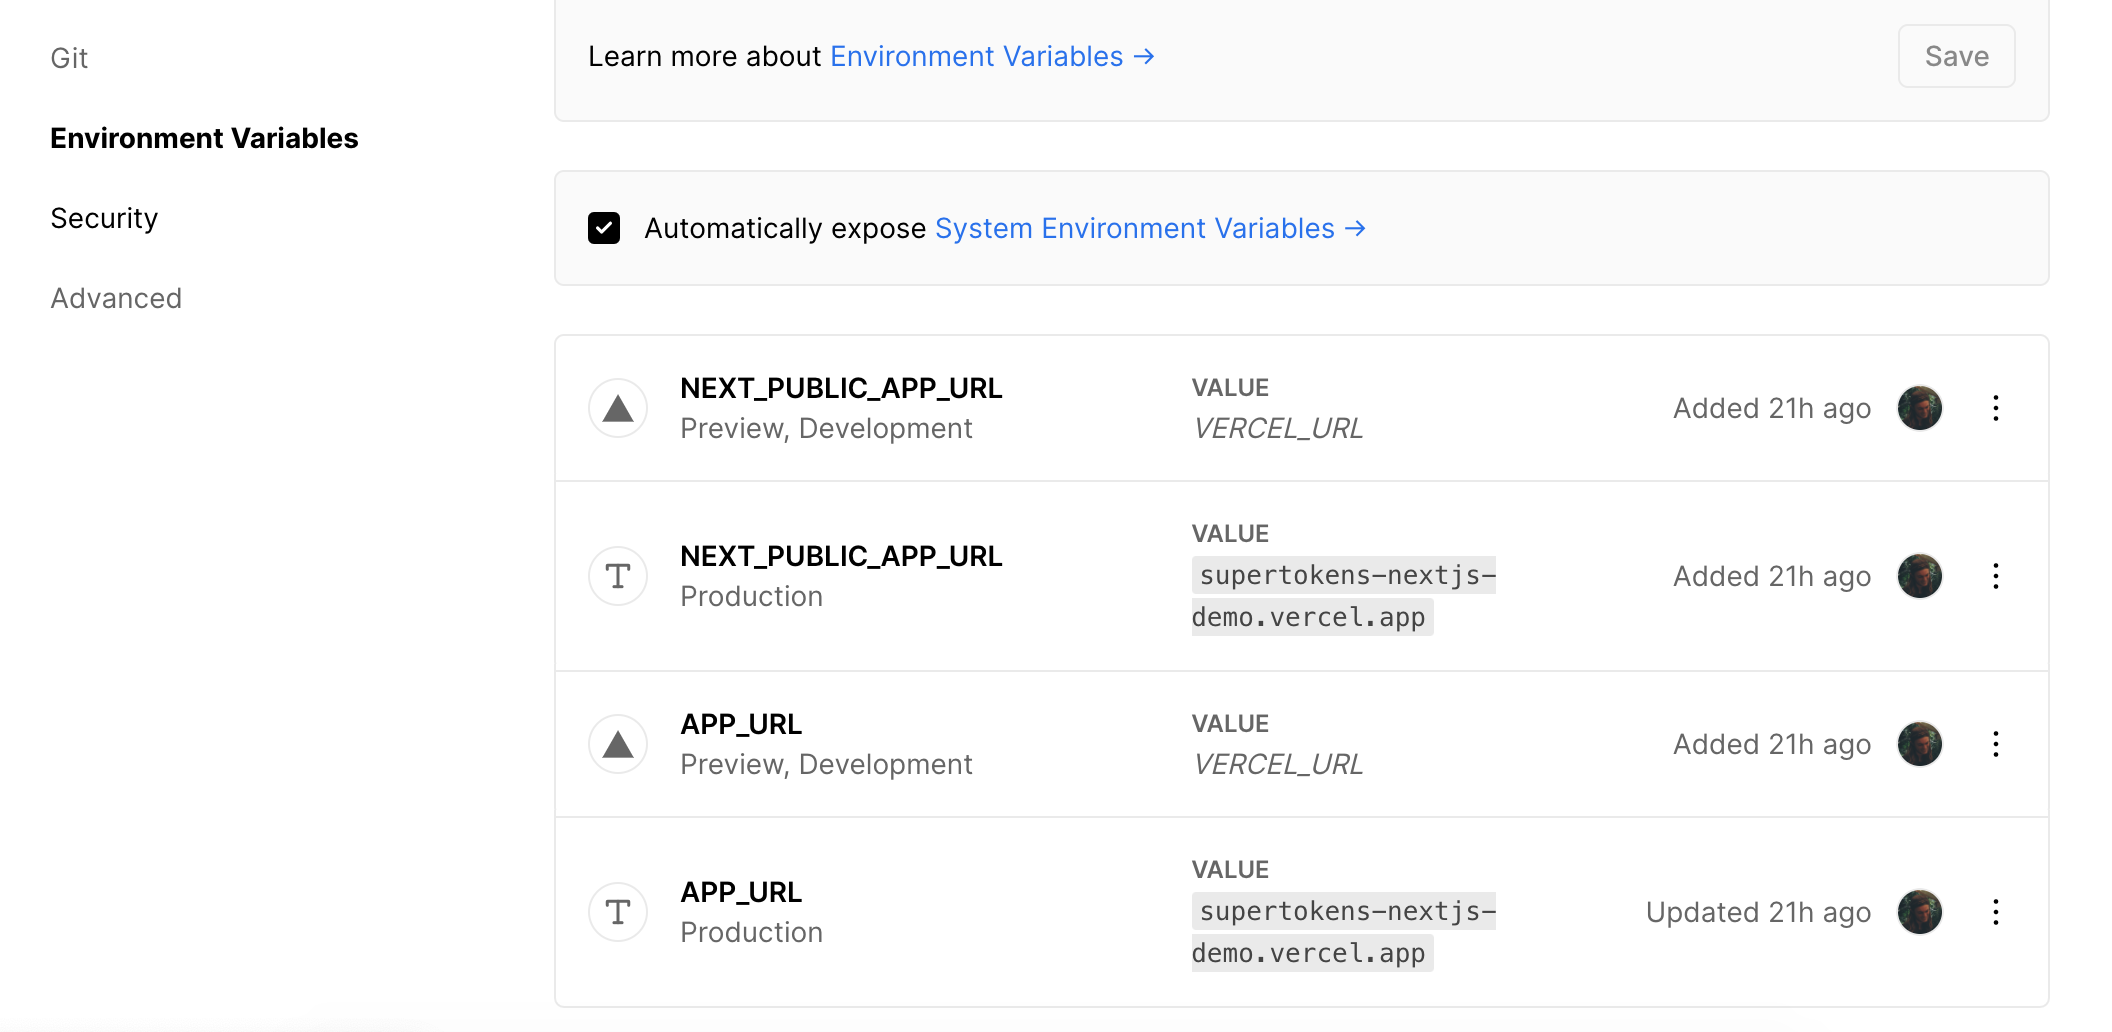 Git
Environment Variables
Security
Advanced
Learn more about Environment Variables →
Save
Automatically expose System Environment Variables →
NEXT_PUBLIC_APP_URL
Preview, Development
VALUE
VERCEL_URL
Added 21h ago
T
NEXT_PUBLIC_APP_URL
Production
VALUE
supertokens-nextjs-
demo.vercel.app
Added 21h ago
APP_URL
Preview, Development
VALUE
VERCEL_URL
Added 21h ago
T
APP_URL
Production
VALUE
supertokens-nextjs-
demo.vercel.app
Updated 21h ago